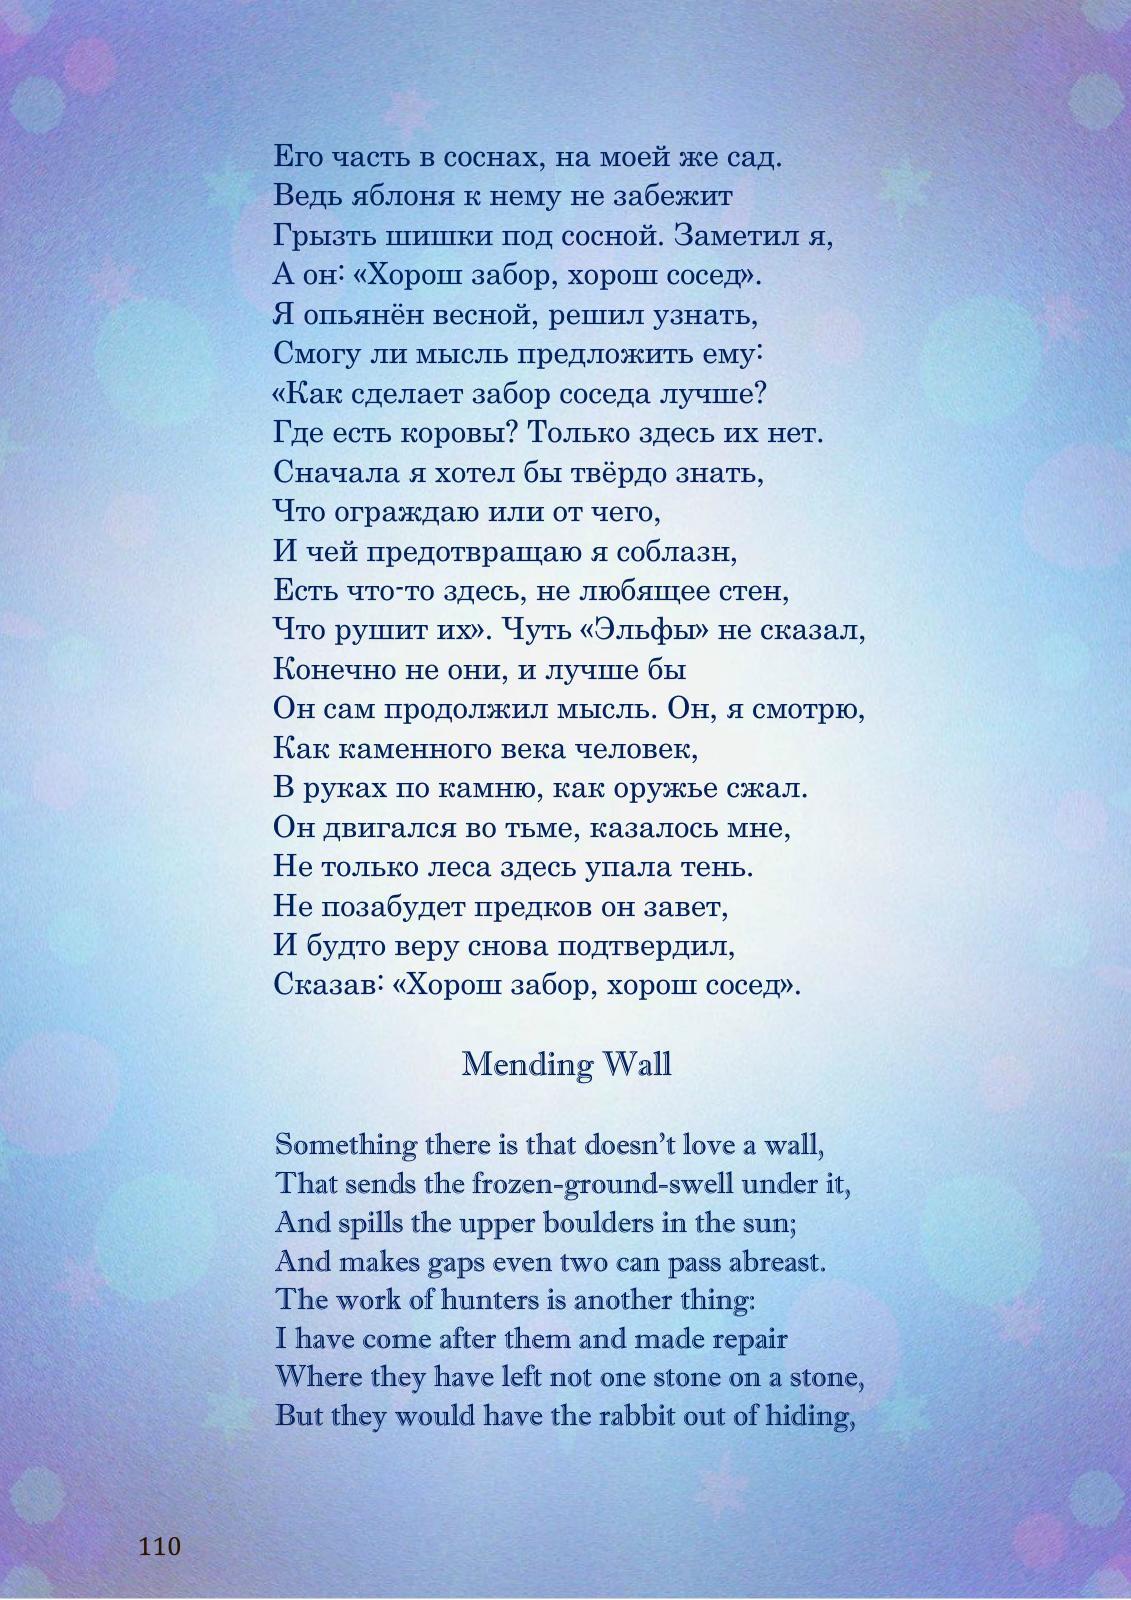 Его часть в соснах, на моей же сад.
Ведь яблоня к нему не забежит
Грызть шишки под сосной. Заметил я,
А он: «Хорош забор, хорош сосед».
Я опьянён весной, решил узнать,
Смогу ли мысль предложить ему:
«Как сделает забор соседа лучше?
Где есть коровы? Только здесь их нет.
Сначала я хотел бы твёрдо знать,
Что ограждаю или от чего,
И чей предотвращаю я соблазн,
Есть что-то здесь, не любящее стен,
Что рушит их». Чуть «Эльфы» не сказал,
Конечно не они, и лучше бы
Он сам продолжил мысль. Он, я смотрю,
Как каменного века человек,
В руках по камню, как оружье сжал.
Он двигался во тьме, казалось мне,
Не только леса здесь упала тень.
Не позабудет предков он завет,
И будто веру снова подтвердил,
Сказав: «Хорош забор, хорош сосед».
Mending Wall
Something there is that doesn’t love a wall,
That sends the frozen-ground-swell under it,
And spills the upper boulders in the sun;
And makes gaps even two can pass abreast.
The work of hunters is another thing:
I have come after them and made repair
Where they have left not one stone on a stone,
But they would have the rabbit out of hiding,
110